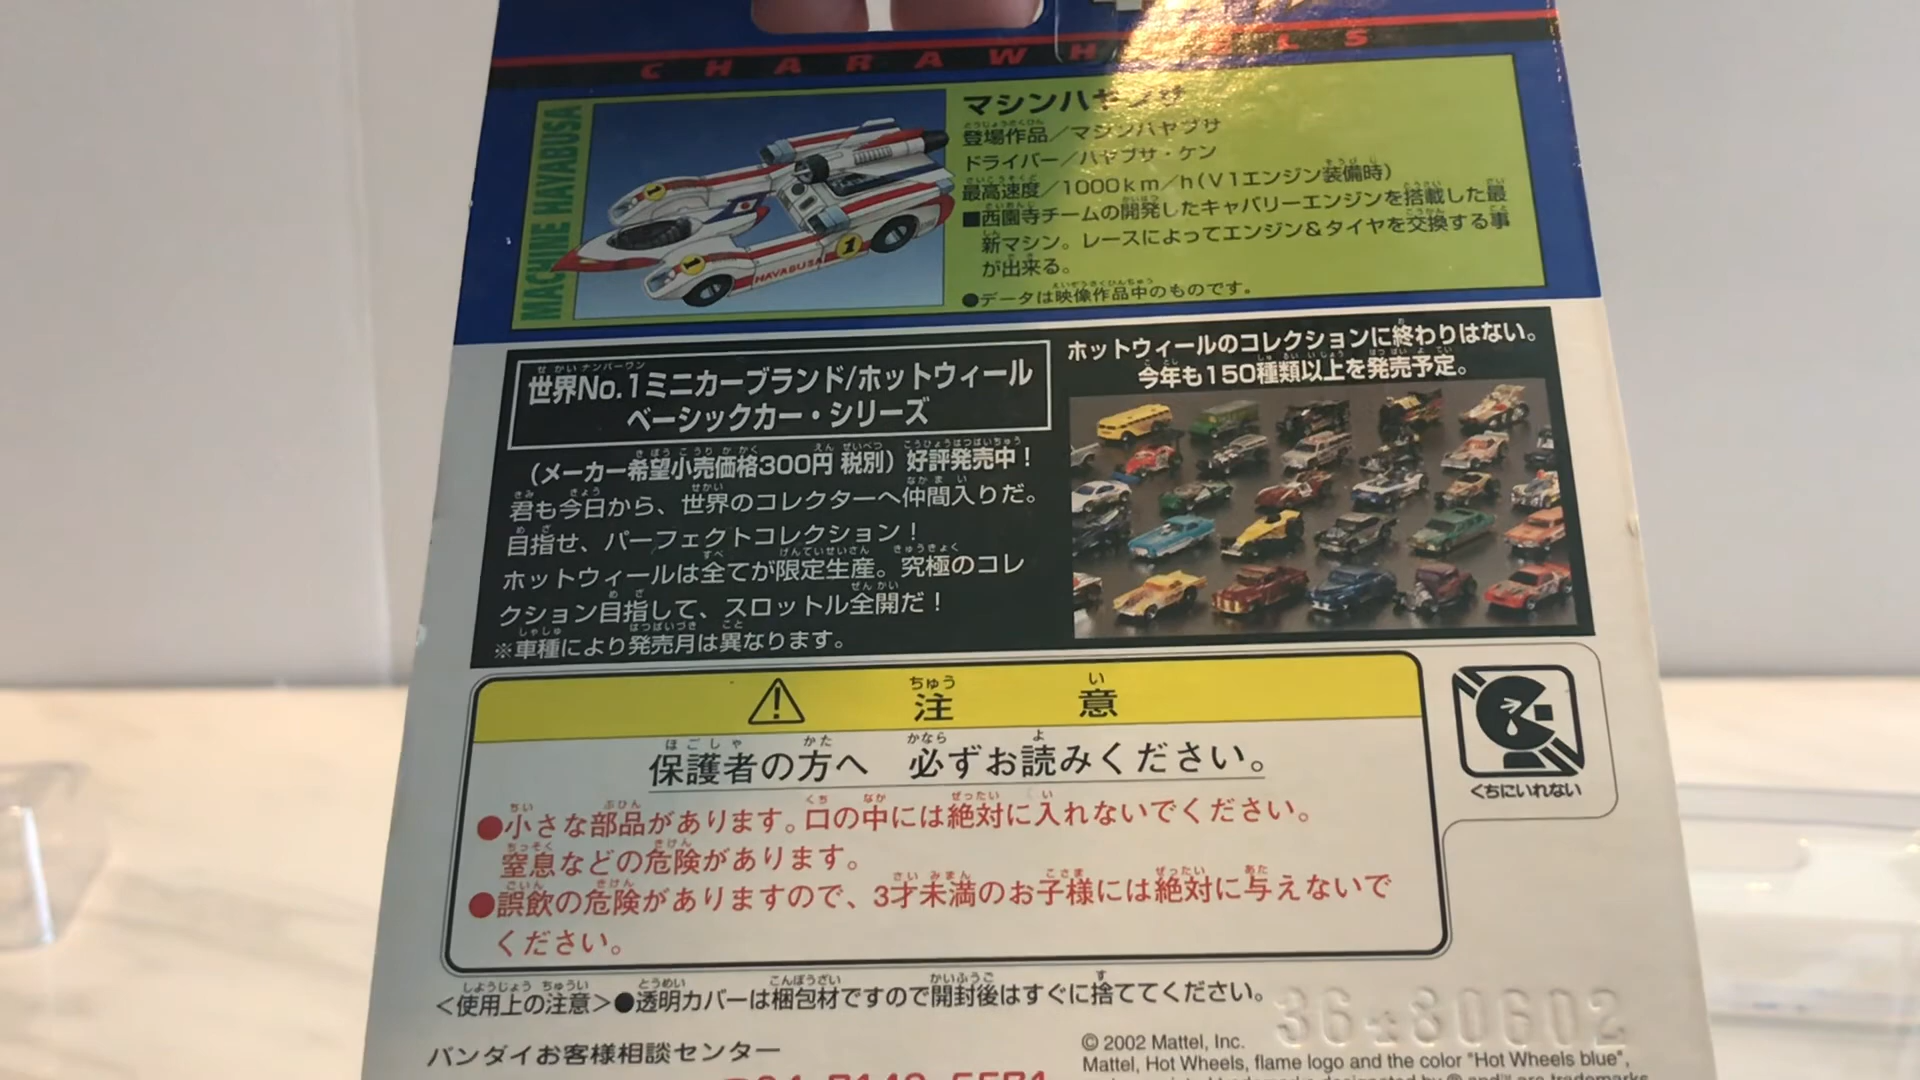 CHARAWHEELS
MACHINE HAYABUSA
マシンハヤブサ
登場作品／マシンハヤブサ
ドライバー／ハヤブサ・ケン
最高速度／1000km／h(V1エンジン装備時)
■西園寺チームの開発したキャバリーエンジンを搭載した最
新マシン。レースによってエンジン&タイヤを交換する事
が出来る。
●データは映像作品中のものです。
HAVABUSA
1
1
1
世界No.1ミニカーブランド/ホットウィール
ベーシックカー・シリーズ
（メーカー希望小売価格300円 税別）好評発売中！
君も今日から、世界のコレクターへ仲間入りだ。
目指せ、パーフェクトコレクション！
ホットウィールは全てが限定生産。究極のコレ
クション目指して、スロットル全開だ！
※車種により発売月は異なります。
ホットウィールのコレクションに終わりはない。
今年も150種類以上を発売予定。
注意
保護者の方へ 必ずお読みください。
●小さな部品があります。口の中には絶対に入れないでください。
窒息などの危険があります。
●誤飲の危険がありますので、3才未満のお子様には絶対に与えないで
ください。
くちにいれない
＜使用上の注意＞●透明カバーは梱包材ですので開封後はすぐに捨ててください。
バンダイお客様相談センター
© 2002 Mattel, Inc.
Mattel, Hot Wheels, flame logo and the color "Hot Wheels blue",